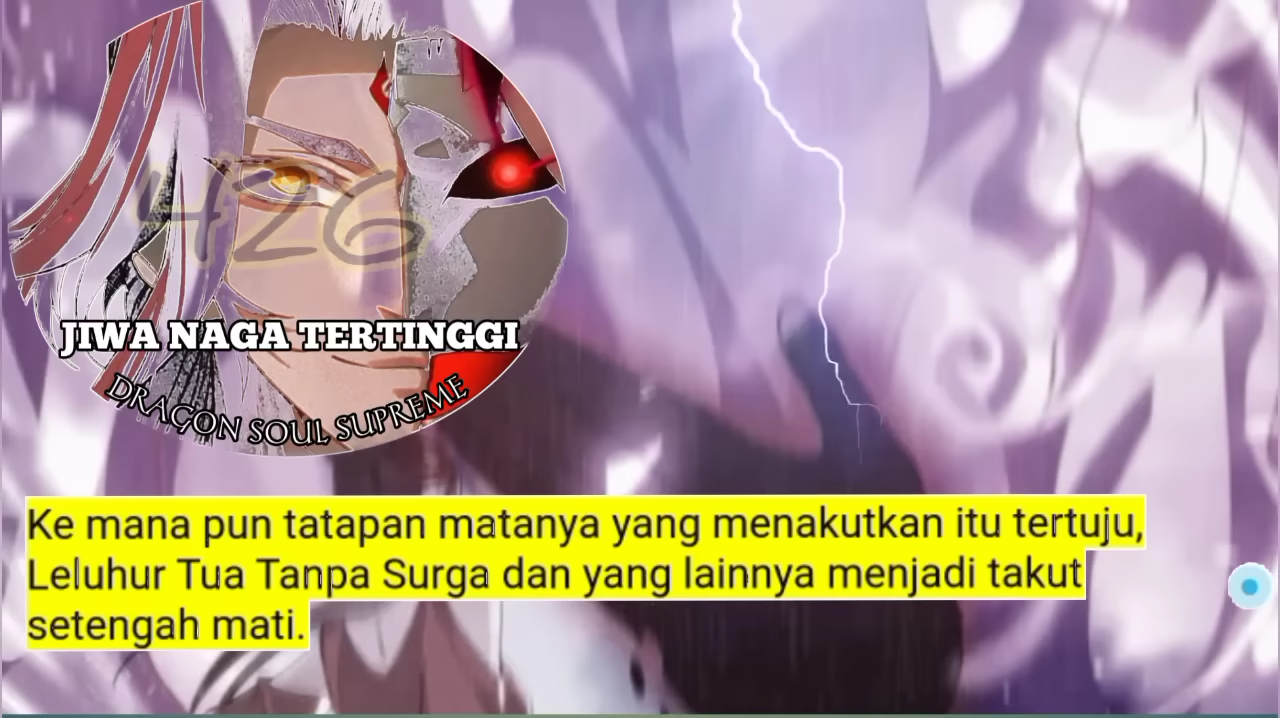 426
JIWA NAGA TERTINGGI
DRAGON SOUL SUPREME
Ke mana pun tatapan matanya yang menakutkan itu tertuju,
Leluhur Tua Tanpa Surga dan yang lainnya menjadi takut
setengah mati.